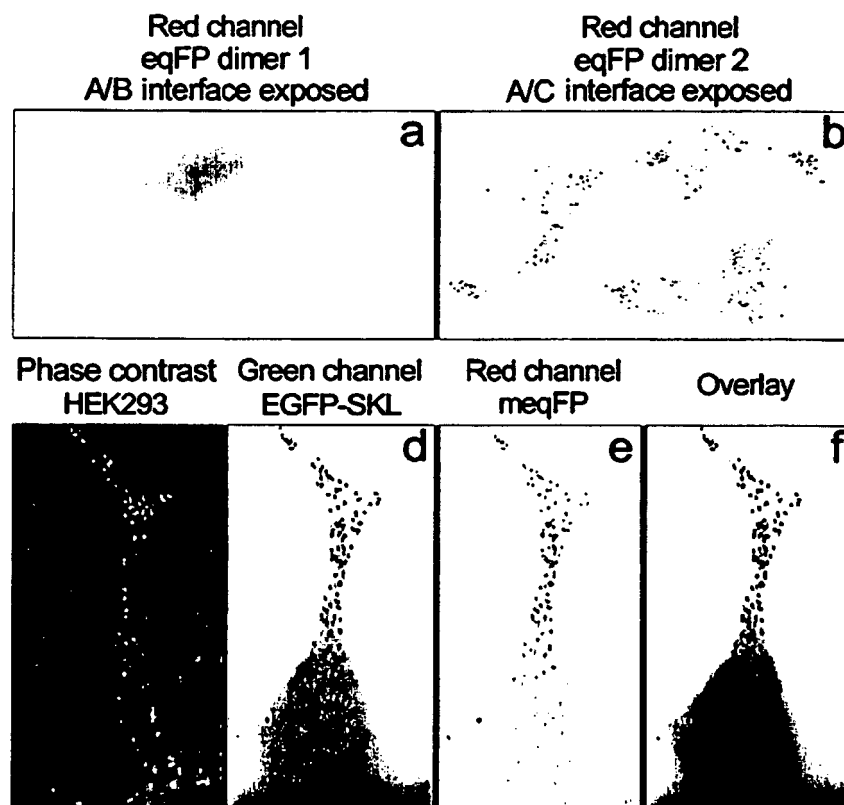 Red channel
eqFP dimer 1
A/B interface exposed
Red channel
eqFP dimer 2
A/C interface exposed
a
b
Phase contrast
HEK293
Green channel
EGFP-SKL
Red channel
meqFP
Overlay
d
e
f